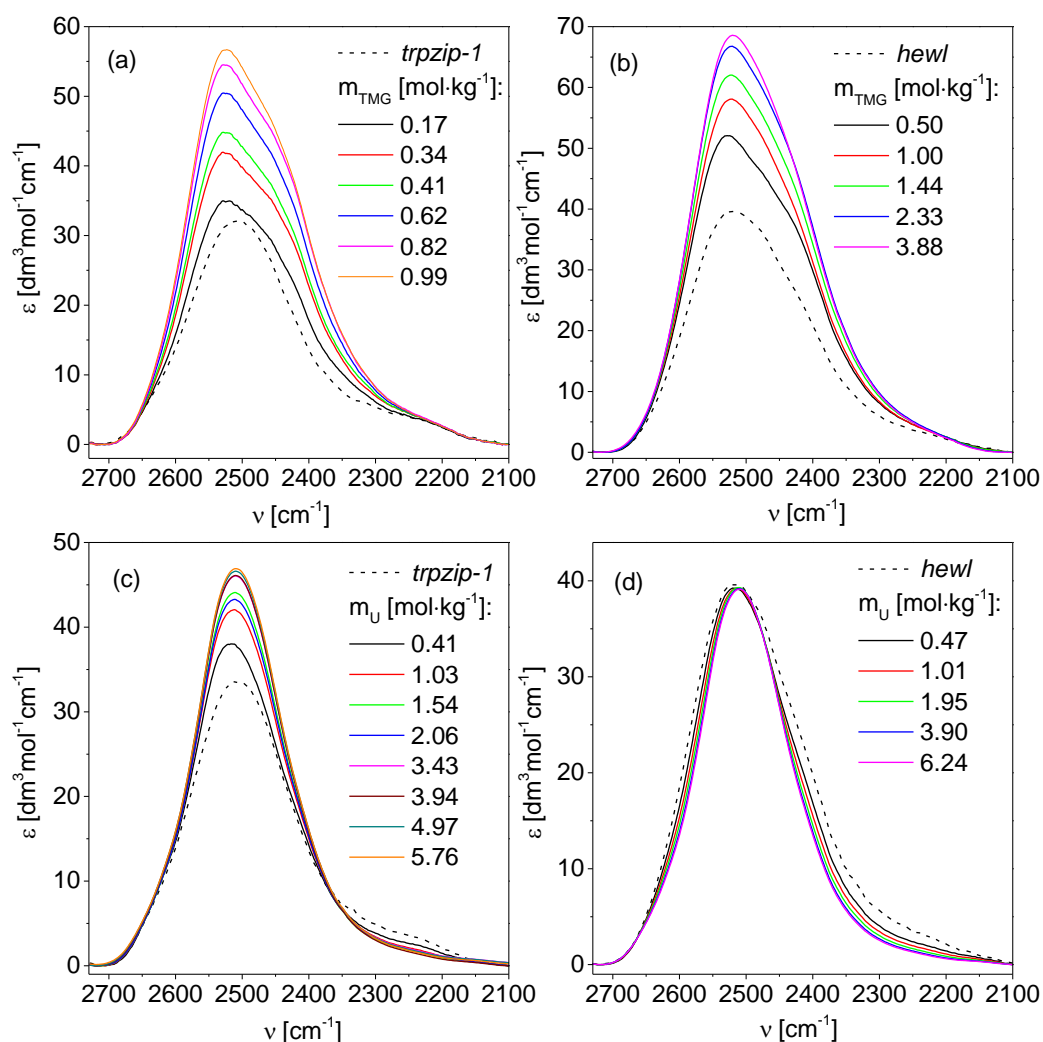 (a)
trpzip-1
m_TMG [mol·kg⁻¹]:
0.17
0.34
0.41
0.62
0.82
0.99
60
50
40
30
20
10
0
ε [dm³mol⁻¹cm⁻¹]
2700 2600 2500 2400 2300 2200 2100
ν [cm⁻¹]
(b)
hewl
m_TMG [mol·kg⁻¹]:
0.50
1.00
1.44
2.33
3.88
70
60
50
40
30
20
10
0
ε [dm³mol⁻¹cm⁻¹]
2700 2600 2500 2400 2300 2200 2100
ν [cm⁻¹]
(c)
trpzip-1
m_U [mol·kg⁻¹]:
0.41
1.03
1.54
2.06
3.43
3.94
4.97
5.76
50
40
30
20
10
0
ε [dm³mol⁻¹cm⁻¹]
2700 2600 2500 2400 2300 2200 2100
ν [cm⁻¹]
(d)
hewl
m_U [mol·kg⁻¹]:
0.47
1.01
1.95
3.90
6.24
40
30
20
10
0
ε [dm³mol⁻¹cm⁻¹]
2700 2600 2500 2400 2300 2200 2100
ν [cm⁻¹]